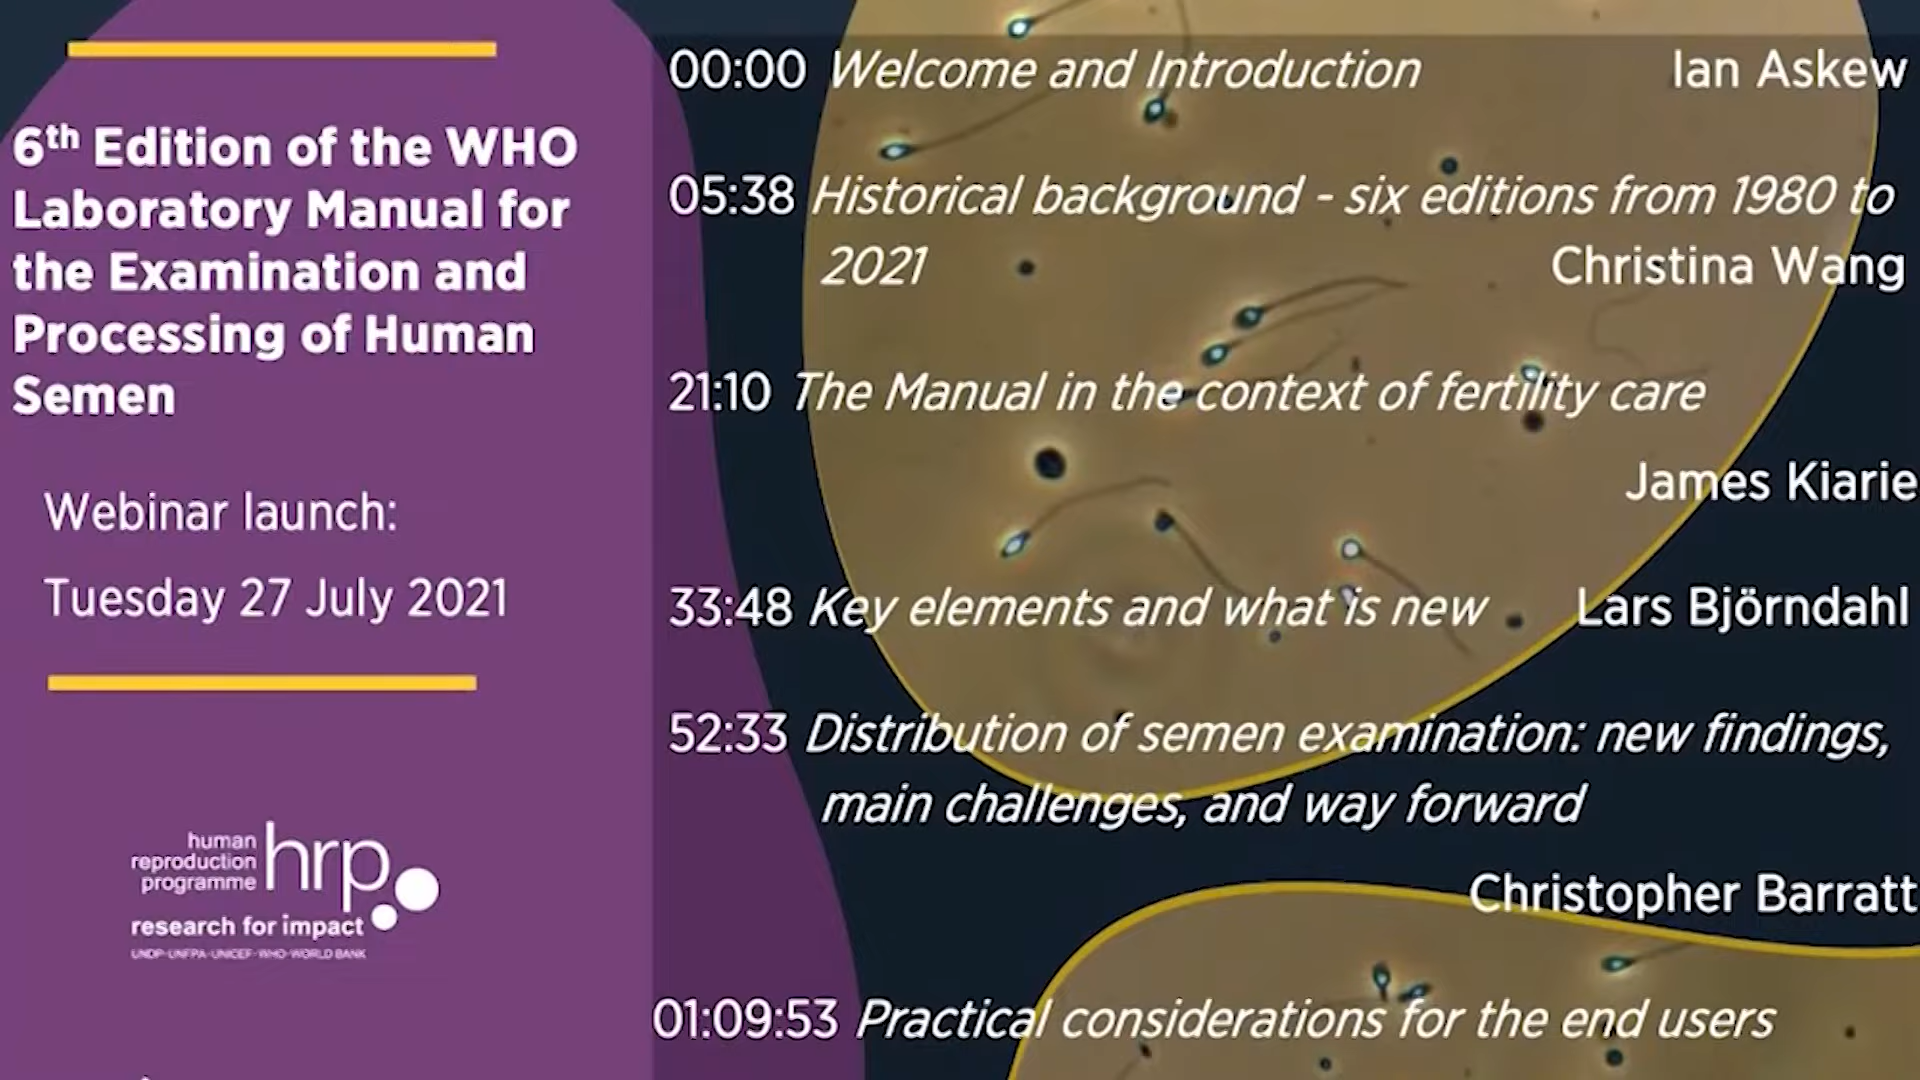 6th Edition of the WHO
Laboratory Manual for
the Examination and
Processing of Human
Semen
Webinar launch:
Tuesday 27 July 2021
human
reproduction
programme
hrp
research for impact
UNDP·UNFPA·UNICEF·WHO·WORLD BANK
00:00 Welcome and Introduction Ian Askew
05:38 Historical background - six editions from 1980 to
2021 Christina Wang
21:10 The Manual in the context of fertility care
James Kiarie
33:48 Key elements and what is new Lars Björndahl
52:33 Distribution of semen examination: new findings,
main challenges, and way forward
Christopher Barratt
01:09:53 Practical considerations for the end users